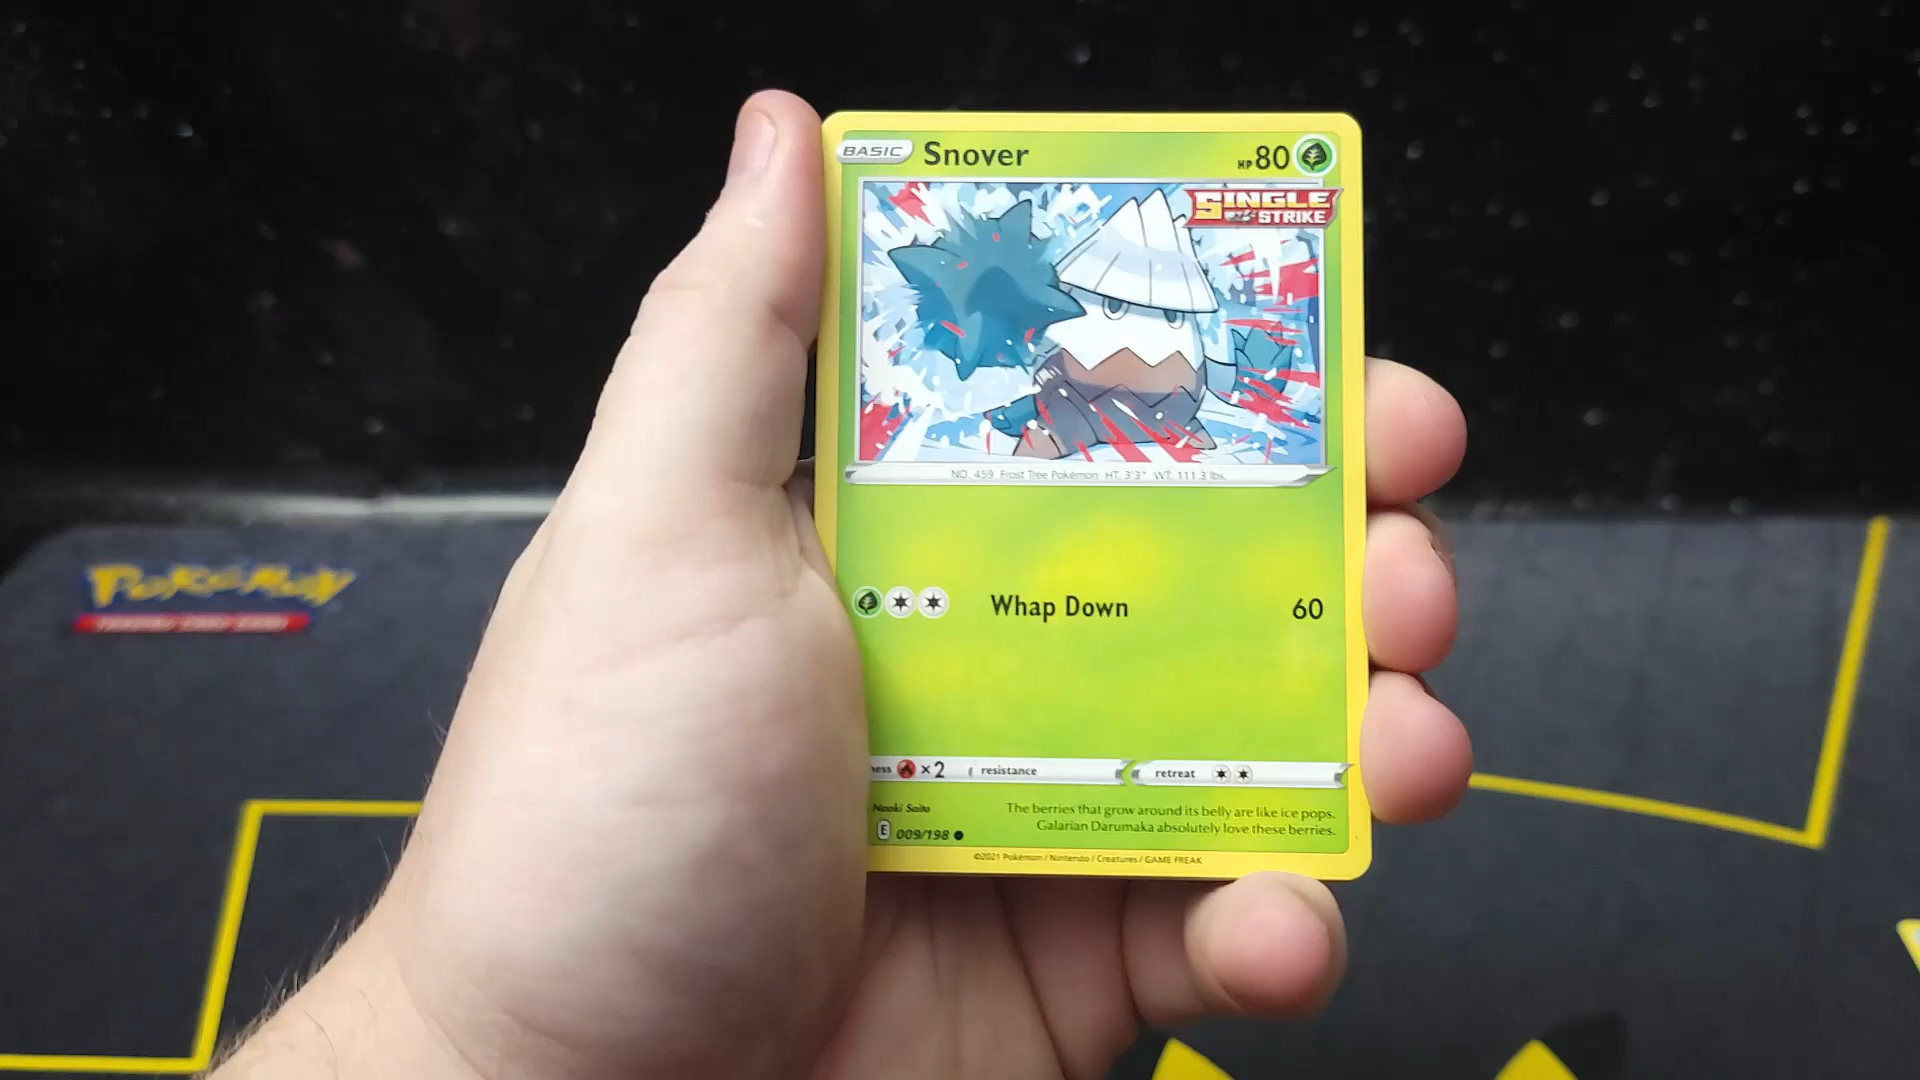 BASIC Snover HP 80
SINGLE
STRIKE
NO. 459 Frost Tree Pokémon HT: 3'3" WT: 111.3 lbs.
Whap Down 60
ness ×2 resistance retreat
Naoki Saito
The berries that grow around its belly are like ice pops.
Galarian Darumaka absolutely love these berries.
E 009/198
©2021 Pokémon / Nintendo / Creatures / GAME FREAK
POKéMON